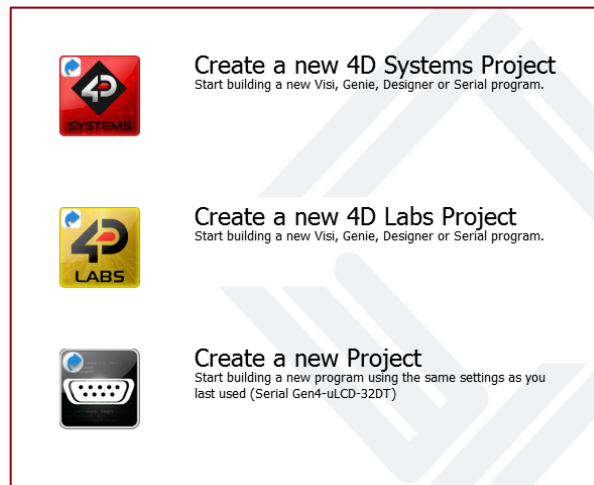 Create a new 4D Systems Project
Start building a new Visi, Genie, Designer or Serial program.
4D
SYSTEMS
Create a new 4D Labs Project
Start building a new Visi, Genie, Designer or Serial program.
4D
LABS
Create a new Project
Start building a new program using the same settings as you
last used (Serial Gen4-uLCD-32DT)